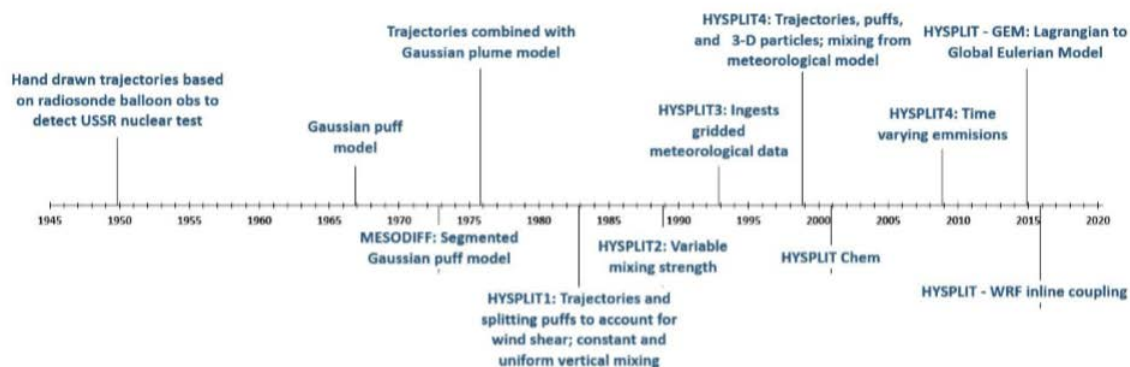 Hand drawn trajectories based
on radiosonde balloon obs to
detect USSR nuclear test
Gaussian puff
model
Trajectories combined with
Gaussian plume model
HYSPLIT3: Ingests
gridded
meteorological data
HYSPLIT4: Trajectories, puffs,
and 3-D particles; mixing from
meteorological model
HYSPLIT4: Time
varying emmisions
HYSPLIT - GEM: Lagrangian to
Global Eulerian Model
1945 1950 1955 1960 1965 1970 1975 1980 1985 1990 1995 2000 2005 2010 2015 2020
MESODIFF: Segmented
Gaussian puff model
HYSPLIT1: Trajectories and
splitting puffs to account for
wind shear; constant and
uniform vertical mixing
HYSPLIT2: Variable
mixing strength
HYSPLIT Chem
HYSPLIT - WRF inline coupling